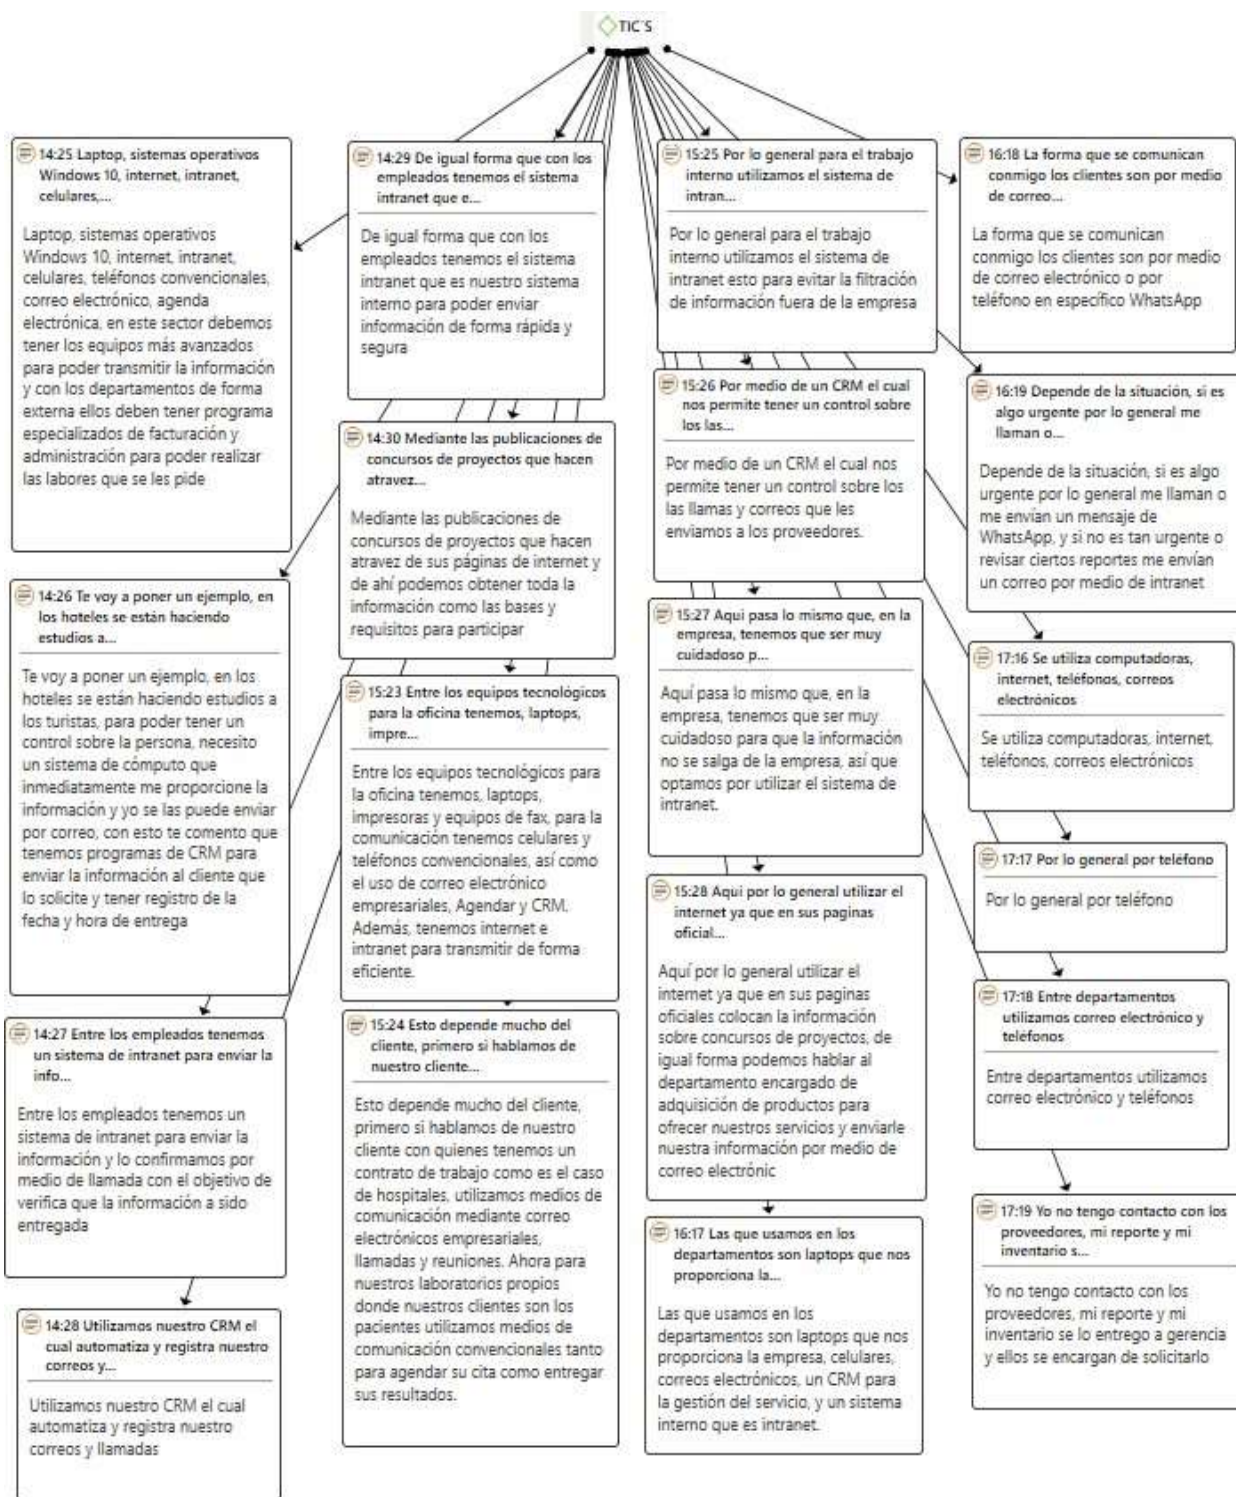 TIC´S
14:25 Laptop, sistemas operativos
Windows 10, internet, intranet,
celulares,...
Laptop, sistemas operativos
Windows 10, internet, intranet,
celulares, teléfonos convencionales,
correo electrónico, agenda
electrónica, en este sector debemos
tener los equipos más avanzados
para poder transmitir la información
y con los departamentos de forma
externa ellos deben tener programa
especializados de facturación y
administración para poder realizar
las labores que se les pide
14:26 Te voy a poner un ejemplo, en
los hoteles se están haciendo
estudios a...
Te voy a poner un ejemplo, en los
hoteles se están haciendo estudios a
los turistas, para poder tener un
control sobre la persona, necesito
un sistema de cómputo que
inmediatamente me proporcione la
información y yo se las puede enviar
por correo, con esto te comento que
tenemos programas de CRM para
enviar la información al cliente que
lo solicite y tener registro de la
fecha y hora de entrega
14:27 Entre los empleados tenemos
un sistema de intranet para enviar la
info...
Entre los empleados tenemos un
sistema de intranet para enviar la
información y lo confirmamos por
medio de llamada con el objetivo de
verifica que la información a sido
entregada
14:28 Utilizamos nuestro CRM el
cual automatiza y registra nuestro
correos y...
Utilizamos nuestro CRM el cual
automatiza y registra nuestro
correos y llamadas
14:29 De igual forma que con los
empleados tenemos el sistema
intranet que e...
De igual forma que con los
empleados tenemos el sistema
intranet que es nuestro sistema
interno para poder enviar
información de forma rápida y
segura
14:30 Mediante las publicaciones de
concursos de proyectos que hacen
atravez...
Mediante las publicaciones de
concursos de proyectos que hacen
atravez de sus páginas de internet y
de ahí podemos obtener toda la
información como las bases y
requisitos para participar
15:23 Entre los equipos tecnológicos
para la oficina tenemos, laptops,
impre...
Entre los equipos tecnológicos para
la oficina tenemos, laptops,
impresoras y equipos de fax, para la
comunicación tenemos celulares y
teléfonos convencionales, así como
el uso de correo electrónico
empresariales, Agendar y CRM.
Además, tenemos internet e
intranet para transmitir de forma
eficiente.
15:24 Esto depende mucho del
cliente, primero si hablamos de
nuestro cliente...
Esto depende mucho del cliente,
primero si hablamos de nuestro
cliente con quienes tenemos un
contrato de trabajo como es el caso
de hospitales, utilizamos medios de
comunicación mediante correo
electrónicos empresariales,
llamadas y reuniones. Ahora para
nuestros laboratorios propios
donde nuestros clientes son los
pacientes utilizamos medios de
comunicación convencionales tanto
para agendar su cita como entregar
sus resultados.
15:25 Por lo general para el trabajo
interno utilizamos el sistema de
intran...
Por lo general para el trabajo
interno utilizamos el sistema de
intranet esto para evitar la filtración
de información fuera de la empresa
15:26 Por medio de un CRM el cual
nos permite tener un control sobre
los las...
Por medio de un CRM el cual nos
permite tener un control sobre los
las llamas y correos que les
enviamos a los proveedores.
15:27 Aquí pasa lo mismo que, en la
empresa, tenemos que ser muy
cuidadoso p...
Aquí pasa lo mismo que, en la
empresa, tenemos que ser muy
cuidadoso para que la información
no se salga de la empresa, así que
optamos por utilizar el sistema de
intranet.
15:28 Aquí por lo general utilizar el
internet ya que en sus paginas
oficial...
Aquí por lo general utilizar el
internet ya que en sus paginas
oficiales colocan la información
sobre concursos de proyectos, de
igual forma podemos hablar al
departamento encargado de
adquisición de productos para
ofrecer nuestros servicios y enviarle
nuestra información por medio de
correo electrónic
16:17 Las que usamos en los
departamentos son laptops que nos
proporciona la...
Las que usamos en los
departamentos son laptops que nos
proporciona la empresa, celulares,
correos electrónicos, un CRM para
la gestión del servicio, y un sistema
interno que es intranet.
16:18 La forma que se comunican
conmigo los clientes son por medio
de correo...
La forma que se comunican
conmigo los clientes son por medio
de correo electrónico o por
teléfono en específico WhatsApp
16:19 Depende de la situación, si es
algo urgente por lo general me
llaman o...
Depende de la situación, si es algo
urgente por lo general me llaman o
me envían un mensaje de
WhatsApp, y si no es tan urgente o
revisar ciertos reportes me envían
un correo por medio de intranet
17:16 Se utiliza computadoras,
internet, teléfonos, correos
electrónicos
Se utiliza computadoras, internet,
teléfonos, correos electrónicos
17:17 Por lo general por teléfono
Por lo general por teléfono
17:18 Entre departamentos
utilizamos correo electrónico y
teléfonos
Entre departamentos utilizamos
correo electrónico y teléfonos
17:19 Yo no tengo contacto con los
proveedores, mi reporte y mi
inventario s...
Yo no tengo contacto con los
proveedores, mi reporte y mi
inventario se lo entrego a gerencia
y ellos se encargan de solicitarlo